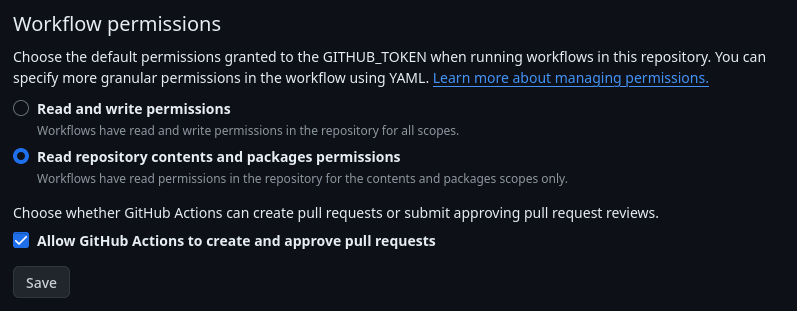 Workflow permissions
Choose the default permissions granted to the GITHUB_TOKEN when running workflows in this repository. You can
specify more granular permissions in the workflow using YAML. Learn more about managing permissions.
Read and write permissions
Workflows have read and write permissions in the repository for all scopes.
Read repository contents and packages permissions
Workflows have read permissions in the repository for the contents and packages scopes only.
Choose whether GitHub Actions can create pull requests or submit approving pull request reviews.
Allow GitHub Actions to create and approve pull requests
Save